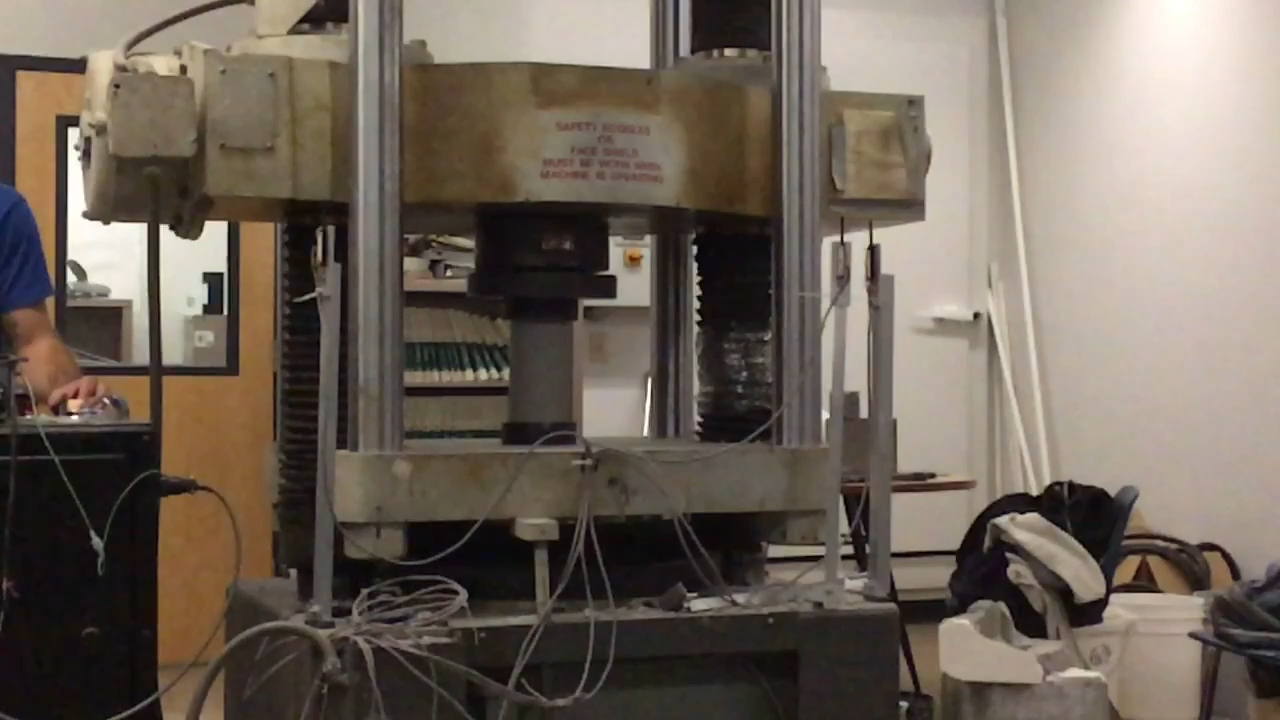 SAFETY GOGGLES
OR
FACE SHIELD
MUST BE WORN WHEN
MACHINE IS OPERATING